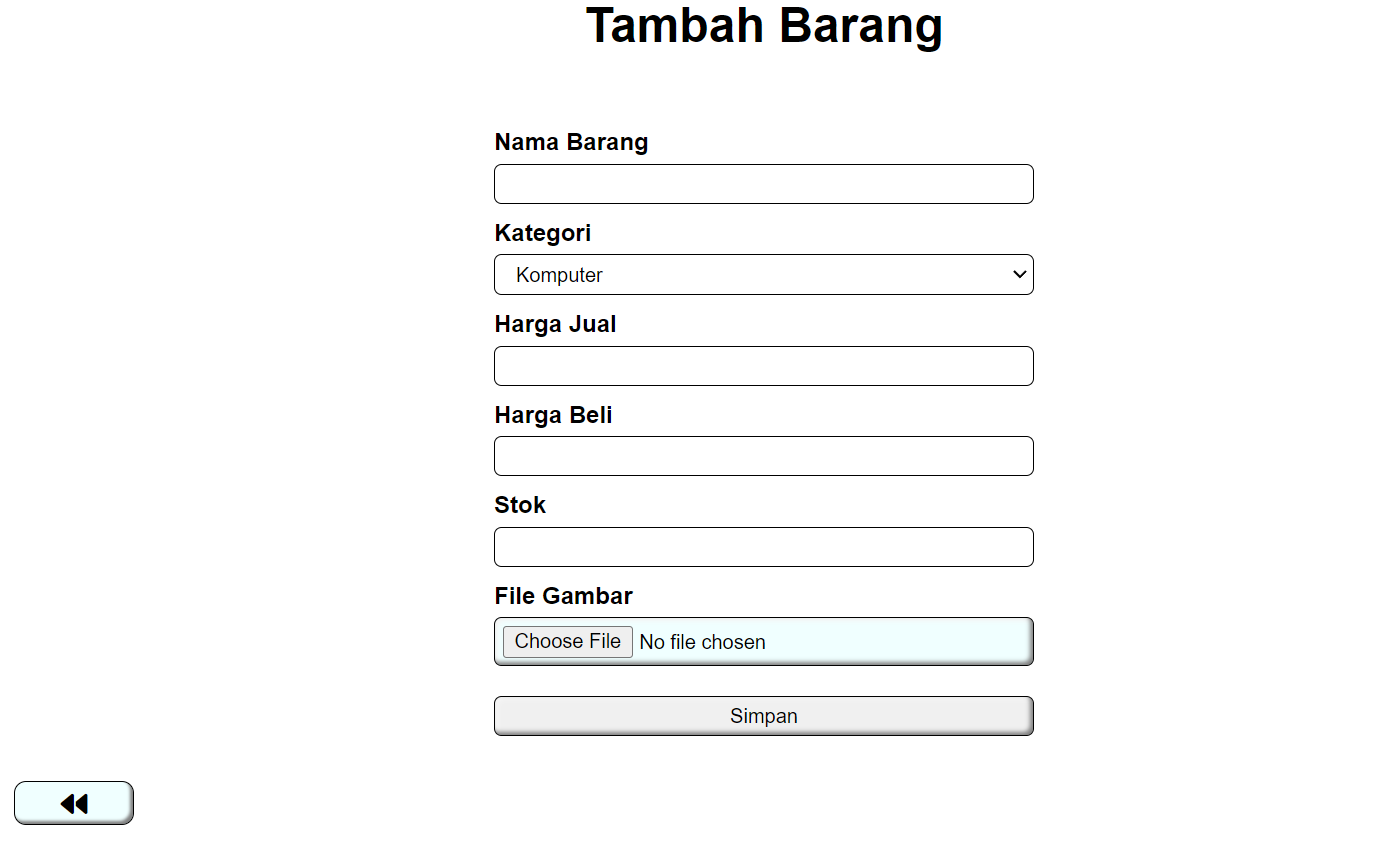 Tambah Barang
Nama Barang
Kategori
Komputer
Harga Jual
Harga Beli
Stok
File Gambar
Choose File No file chosen
Simpan